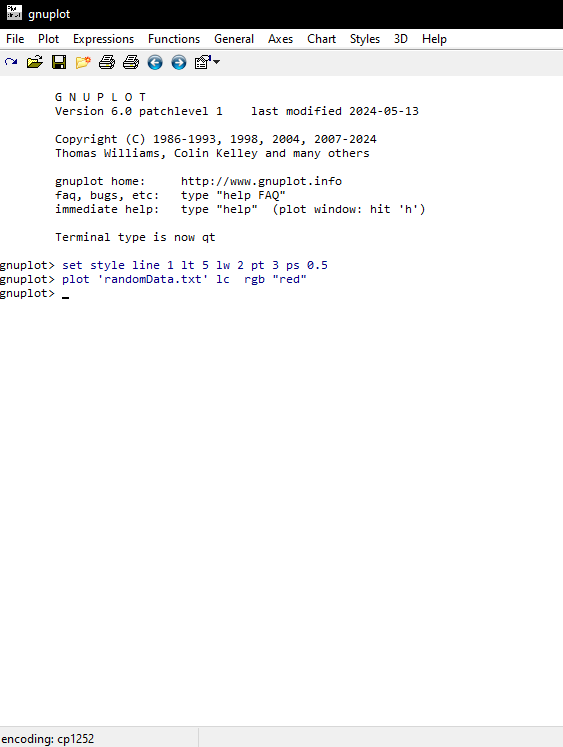 gnuplot
File Plot Expressions Functions General Axes Chart Styles 3D Help
G N U P L O T
Version 6.0 patchlevel 1    last modified 2024-05-13
Copyright (C) 1986-1993, 1998, 2004, 2007-2024
Thomas Williams, Colin Kelley and many others
gnuplot home:     http://www.gnuplot.info
faq, bugs, etc:   type "help FAQ"
immediate help:   type "help"  (plot window: hit 'h')
Terminal type is now qt
gnuplot> set style line 1 lt 5 lw 2 pt 3 ps 0.5
gnuplot> plot 'randomData.txt' lc  rgb "red"
gnuplot> _
encoding: cp1252